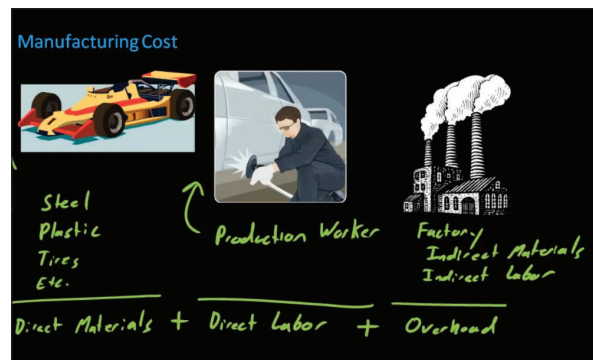 Manufacturing Cost
Steel
Plastic
Tires
Etc.
Production Worker
Factory
Indirect Materials
Indirect Labor
Direct Materials + Direct Labor + Overhead